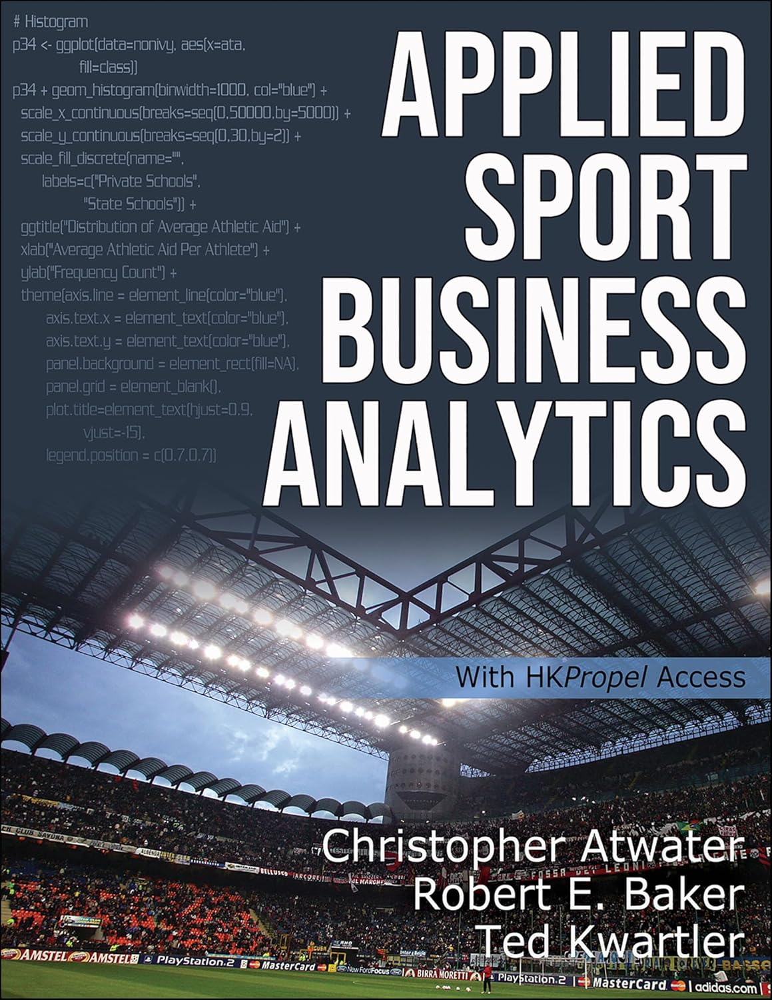 # Histogram
p34 <- ggplot(data=nonivy, aes(x=ata,
fill=class))
p34 + geom_histogram(binwidth=1000, col="blue") +
scale_x_continuous(breaks=seq(0,50000,by=5000)) +
scale_y_continuous(breaks=seq(0,30,by=2)) +
scale_fill_discrete(name="",
labels=c("Private Schools",
"State Schools")) +
ggtitle("Distribution of Average Athletic Aid") +
xlab("Average Athletic Aid Per Athlete") +
ylab("Frequency Count") +
theme(axis.line = element_line(color="blue"),
axis.text.x = element_text(color="blue"),
axis.text.y = element_text(color="blue"),
panel.background = element_rect(fill=NA),
panel.grid = element_blank(),
plot.title=element_text(hjust=0.9,
vjust=-15),
legend.position = c(0.7,0.7))
APPLIED
SPORT
BUSINESS
ANALYTICS
With HKPropel Access
Christopher Atwater
Robert E. Baker
Ted Kwartler
CLUB SAVONA
BELLUSCO
FOSSA DEI LEONI
AMSTEL AMSTEL PlayStation.2 MasterCard NewFordFocus BIRRA MORETTI PlayStation.2 MasterCard adidas.com